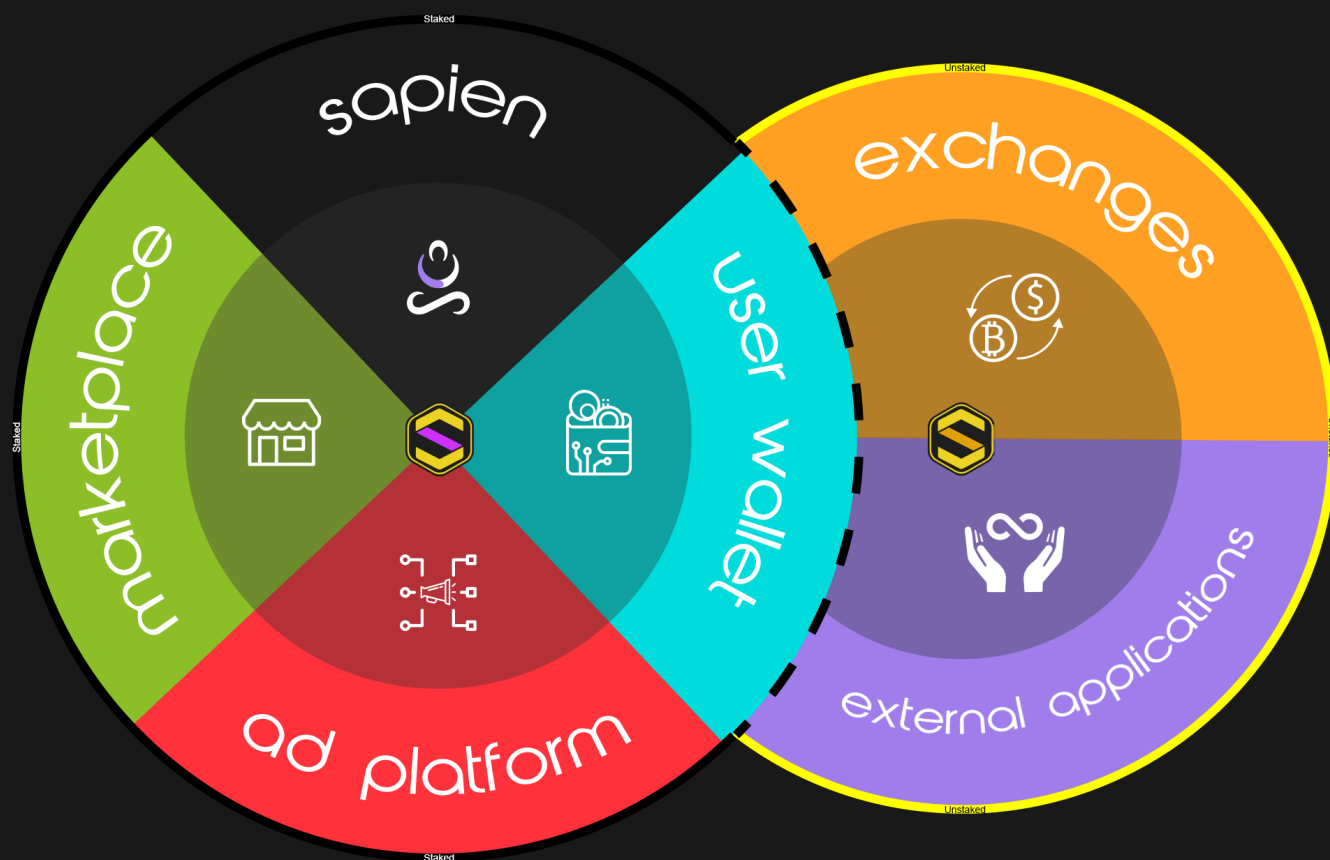 Staked
sapien
Unstaked
exchanges
marketplace
user wallet
Staked
external applications
ad platform
Unstaked
Staked